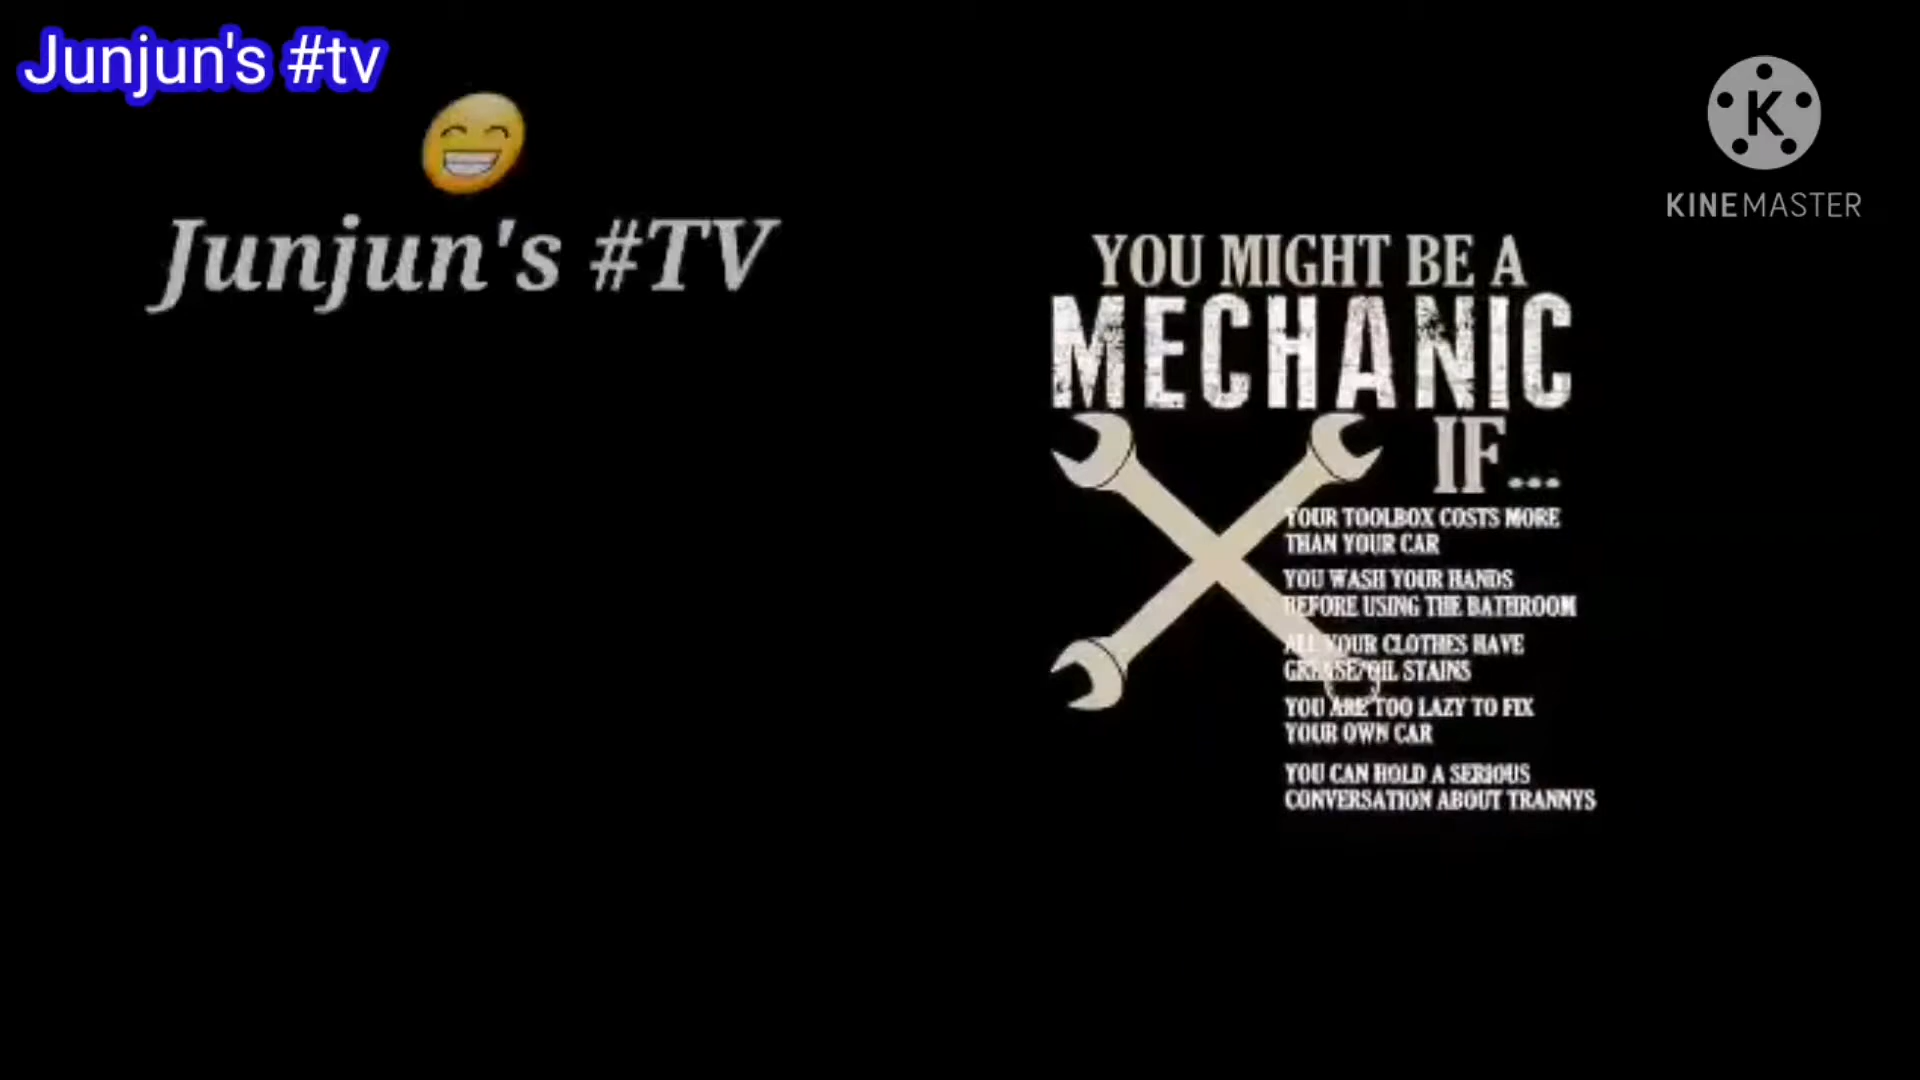 Junjun's #tv
Junjun's #TV
K
KINEMASTER
YOU MIGHT BE A
MECHANIC
IF...
YOUR TOOLBOX COSTS MORE
THAN YOUR CAR
YOU WASH YOUR HANDS
BEFORE USING THE BATHROOM
ALL YOUR CLOTHES HAVE
GREASE/OIL STAINS
YOU ARE TOO LAZY TO FIX
YOUR OWN CAR
YOU CAN HOLD A SERIOUS
CONVERSATION ABOUT TRANNYS